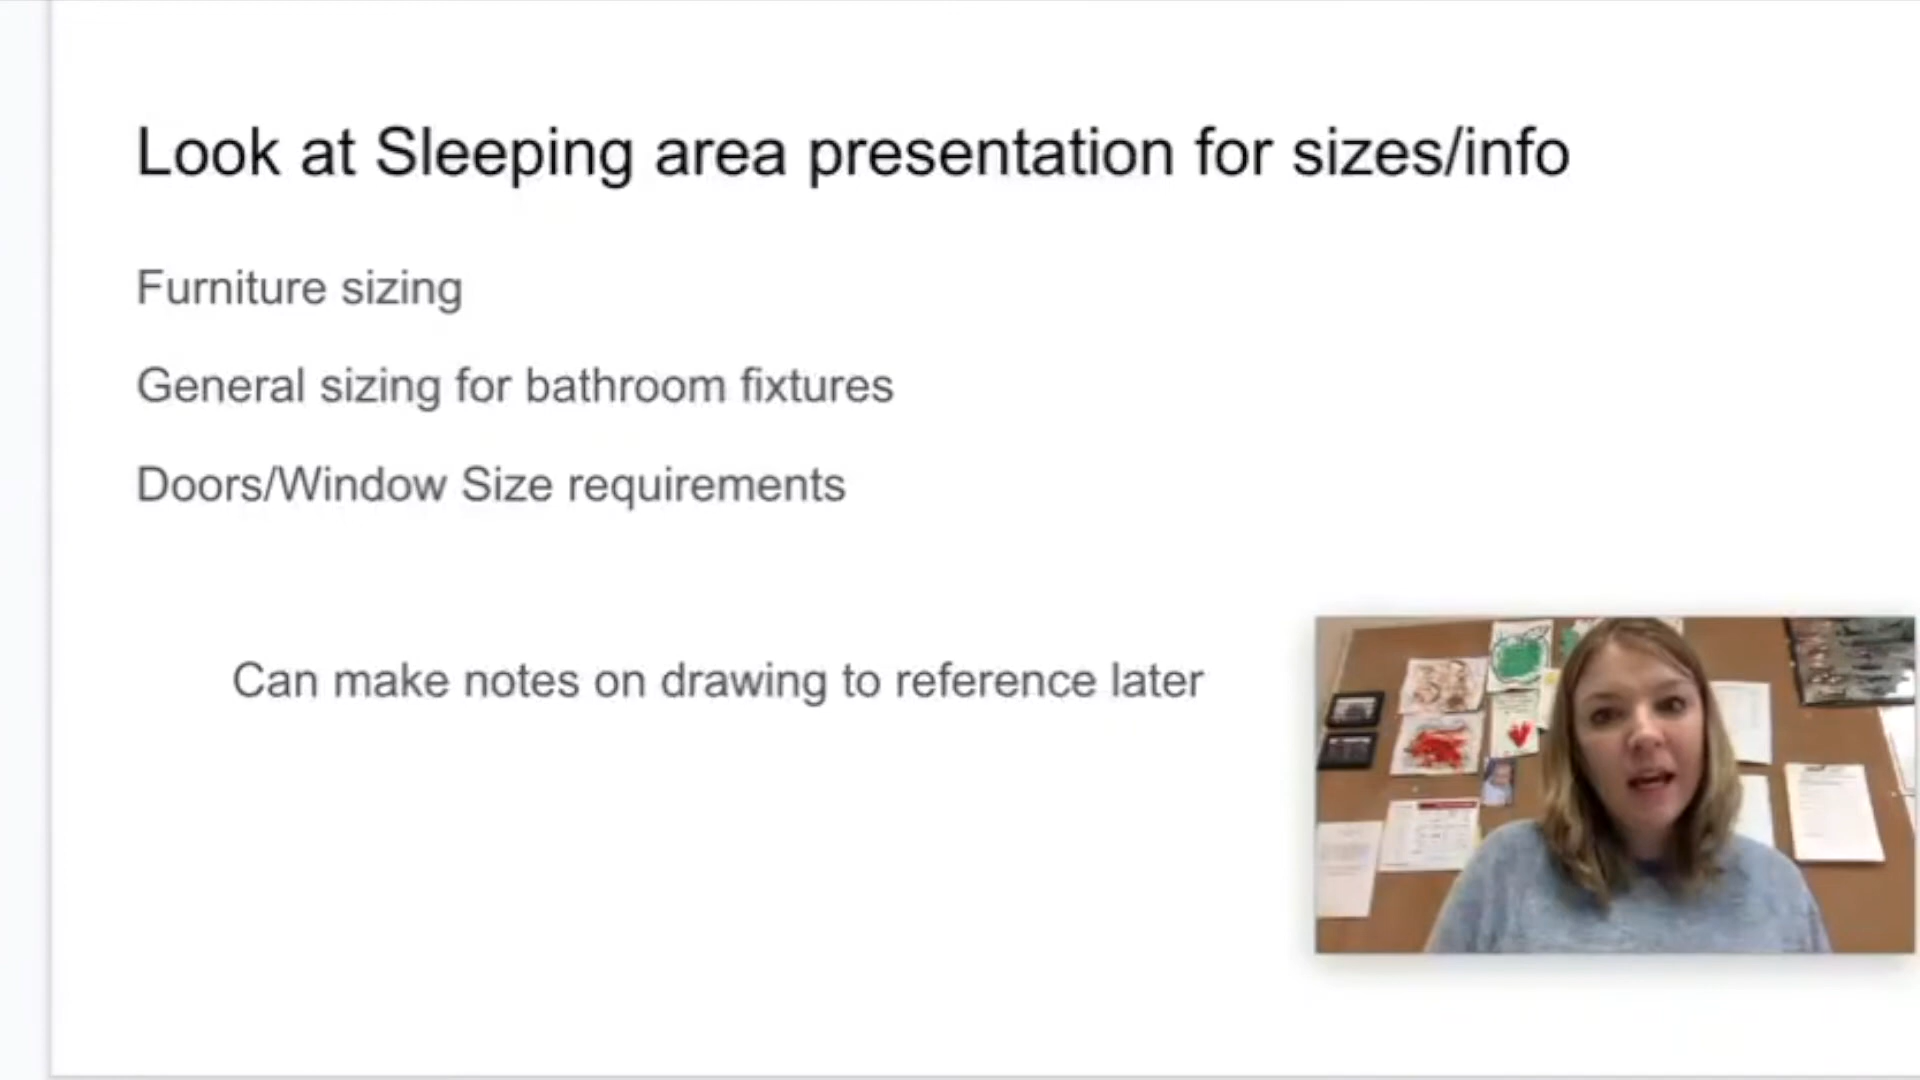 Look at Sleeping area presentation for sizes/info
Furniture sizing
General sizing for bathroom fixtures
Doors/Window Size requirements
Can make notes on drawing to reference later